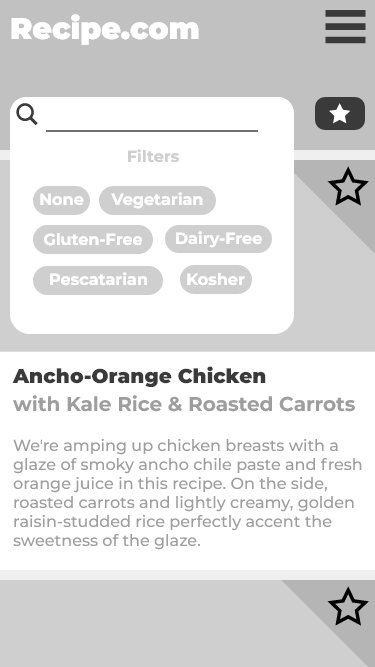 Recipe.com
Filters
None Vegetarian
Gluten-Free Dairy-Free
Pescatarian Kosher
Ancho-Orange Chicken
with Kale Rice & Roasted Carrots
We're amping up chicken breasts with a
glaze of smoky ancho chile paste and fresh
orange juice in this recipe. On the side,
roasted carrots and lightly creamy, golden
raisin-studded rice perfectly accent the
sweetness of the glaze.